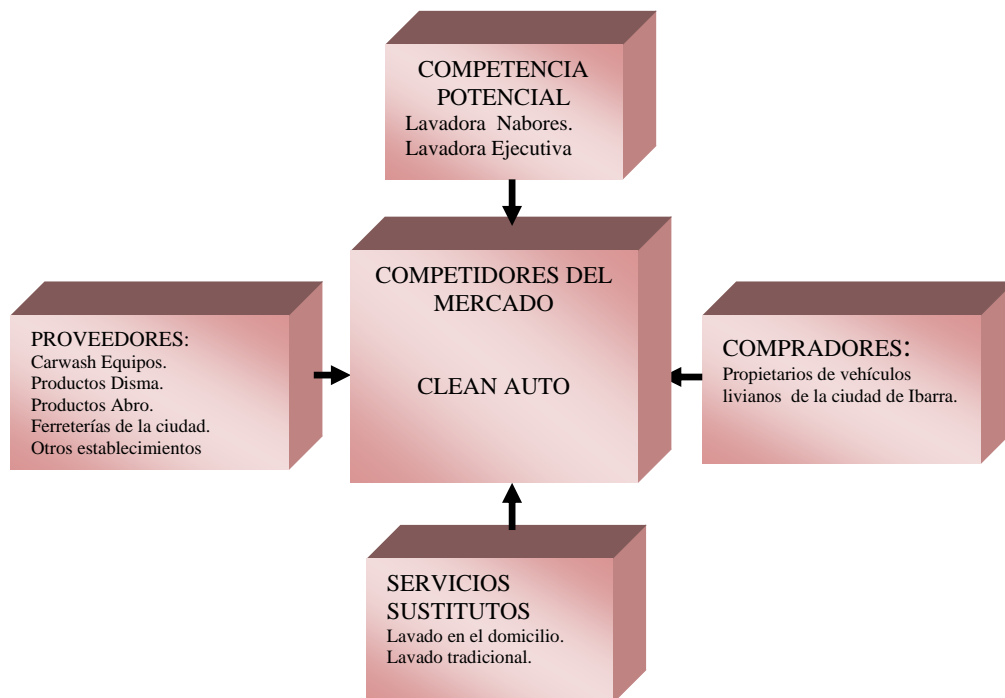 COMPETENCIA
POTENCIAL
Lavadora Nabores.
Lavadora Ejecutiva
COMPETIDORES DEL
MERCADO
CLEAN AUTO
PROVEEDORES:
Carwash Equipos.
Productos Disma.
Productos Abro.
Ferreterías de la ciudad.
Otros establecimientos
COMPRADORES:
Propietarios de vehículos
livianos de la ciudad de Ibarra.
SERVICIOS
SUSTITUTOS
Lavado en el domicilio.
Lavado tradicional.